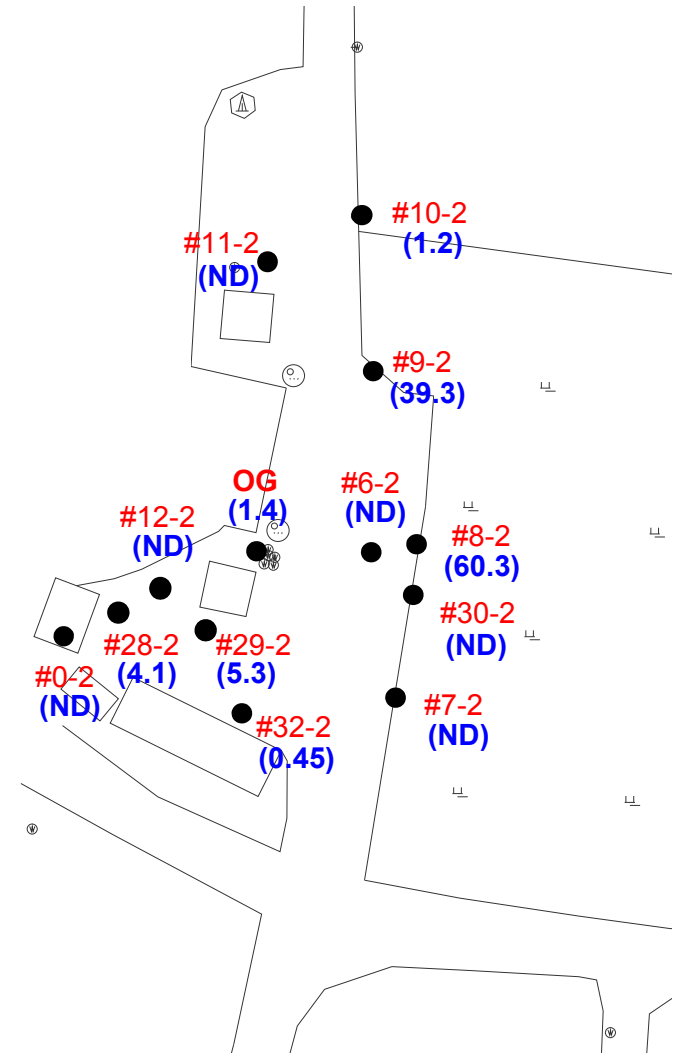 #10-2
(1.2)
#11-2
(ND)
#9-2
(39.3)
OG
(1.4)
#6-2
(ND)
#12-2
(ND)
#8-2
(60.3)
#30-2
(ND)
#28-2
(4.1)
#29-2
(5.3)
#0-2
(ND)
#7-2
(ND)
#32-2
(0.45)